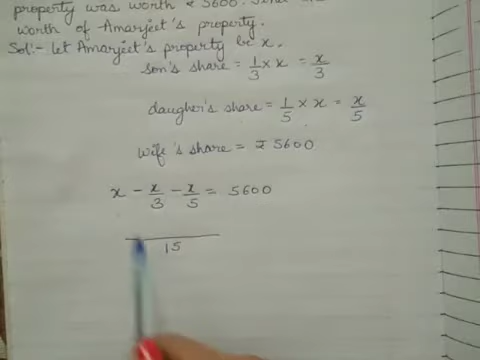 property was worth ₹ 5600.
worth of Amarjeet's property.
Sol:- let Amarjeet's property be x.
son's share = 1/3 × x = x/3
daugher's share = 1/5 × x = x/5
wife's share = ₹ 5600
x - x/3 - x/5 = 5600
15